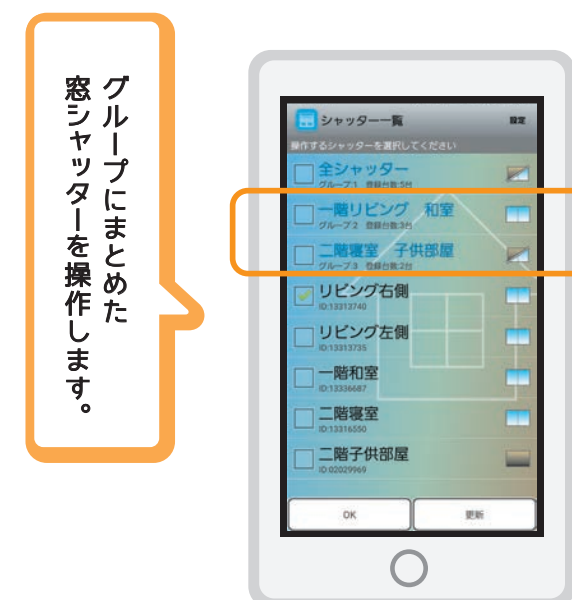 グループにまとめた
窓シャッターを操作します。
シャッター一覧
設定
操作するシャッターを選択してください
全シャッター
グループ:1 登録台数:5台
一階リビング 和室
グループ:2 登録台数:3台
二階寝室 子供部屋
グループ:3 登録台数:2台
リビング右側
ID:13313740
リビング左側
ID:13313735
一階和室
ID:13336687
二階寝室
ID:13316550
二階子供部屋
ID:02029969
OK
更新